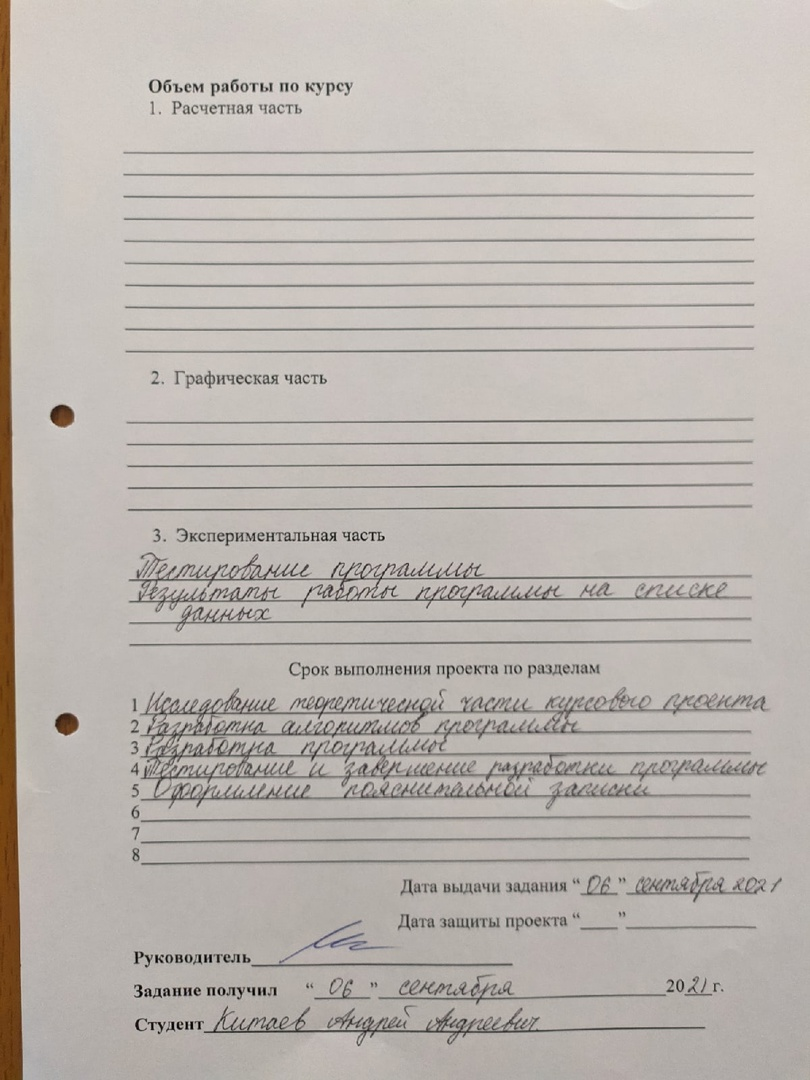 Объем работы по курсу
1. Расчетная часть
2. Графическая часть
3. Экспериментальная часть
Тестирование программы
Результаты работы программы на списке
данных
Срок выполнения проекта по разделам
1 Исследование теоретической части курсового проекта
2 Разработка алгоритмов программы
3 Разработка программы
4 Тестирование и завершение разработки программы
5 Оформление пояснительной записки
6
7
8
Дата выдачи задания “06” сентября 2021
Дата защиты проекта “____”
Руководитель
Задание получил “06” сентября 2021г.
Студент Китаев Андрей Андреевич.